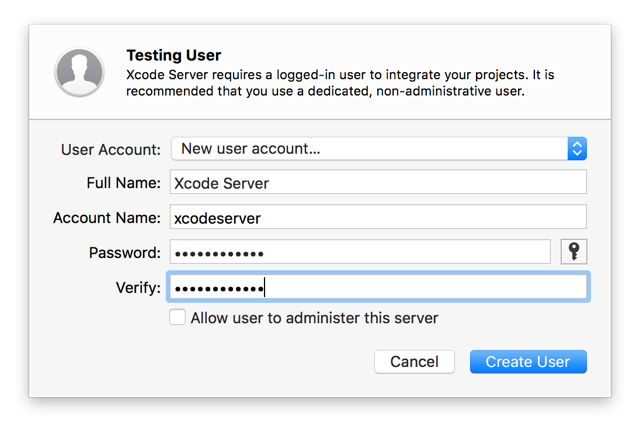 Testing User
Xcode Server requires a logged-in user to integrate your projects. It is
recommended that you use a dedicated, non-administrative user.
User Account: New user account...
Full Name: Xcode Server
Account Name: xcodeserver
Password: ••••••••••••
Verify: ••••••••••••
Allow user to administer this server
Cancel Create User